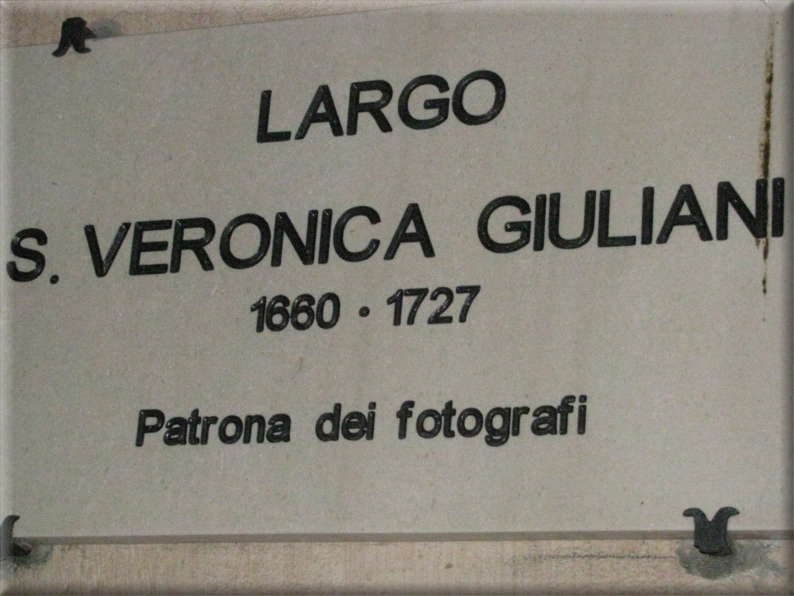 LARGO
S. VERONICA GIULIANI
1660 • 1727
Patrona dei fotografi